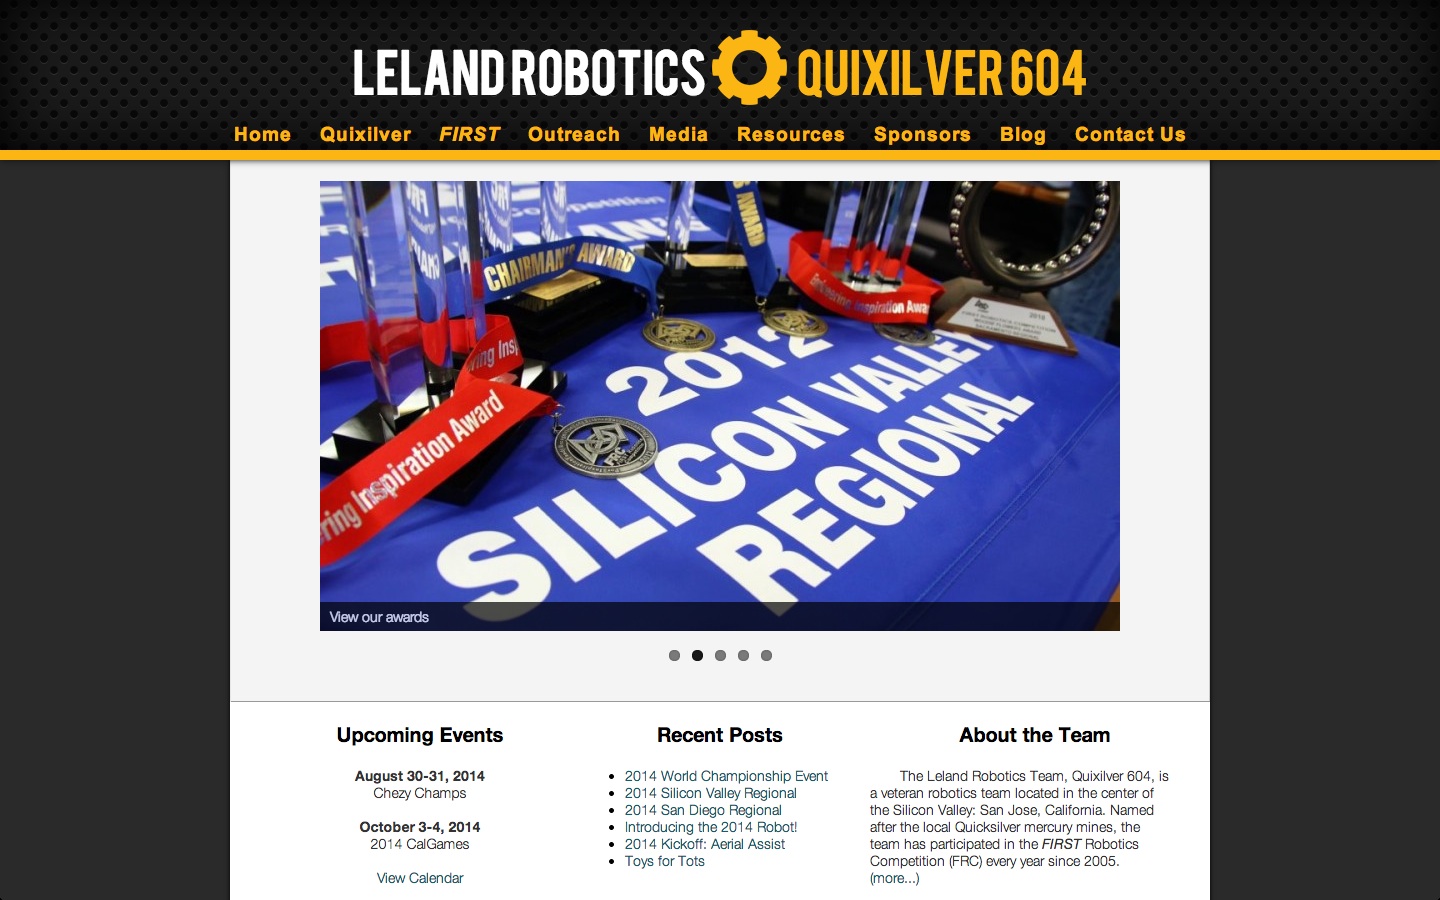 LELAND ROBOTICS QUIXILVER 604
Home Quixilver FIRST Outreach Media Resources Sponsors Blog Contact Us
CHAIRMAN'S AWARD
AWARD
Engineering Inspiration Awa
2012
SILICON VALLEY
REGIONAL
ring Insp
ring Inspiration Award
View our awards
Upcoming Events
August 30-31, 2014
Chezy Champs
October 3-4, 2014
2014 CalGames
View Calendar
Recent Posts
2014 World Championship Event
2014 Silicon Valley Regional
2014 San Diego Regional
Introducing the 2014 Robot!
2014 Kickoff: Aerial Assist
Toys for Tots
About the Team
The Leland Robotics Team, Quixilver 604, is
a veteran robotics team located in the center of
the Silicon Valley: San Jose, California. Named
after the local Quicksilver mercury mines, the
team has participated in the FIRST Robotics
Competition (FRC) every year since 2005.
(more...)